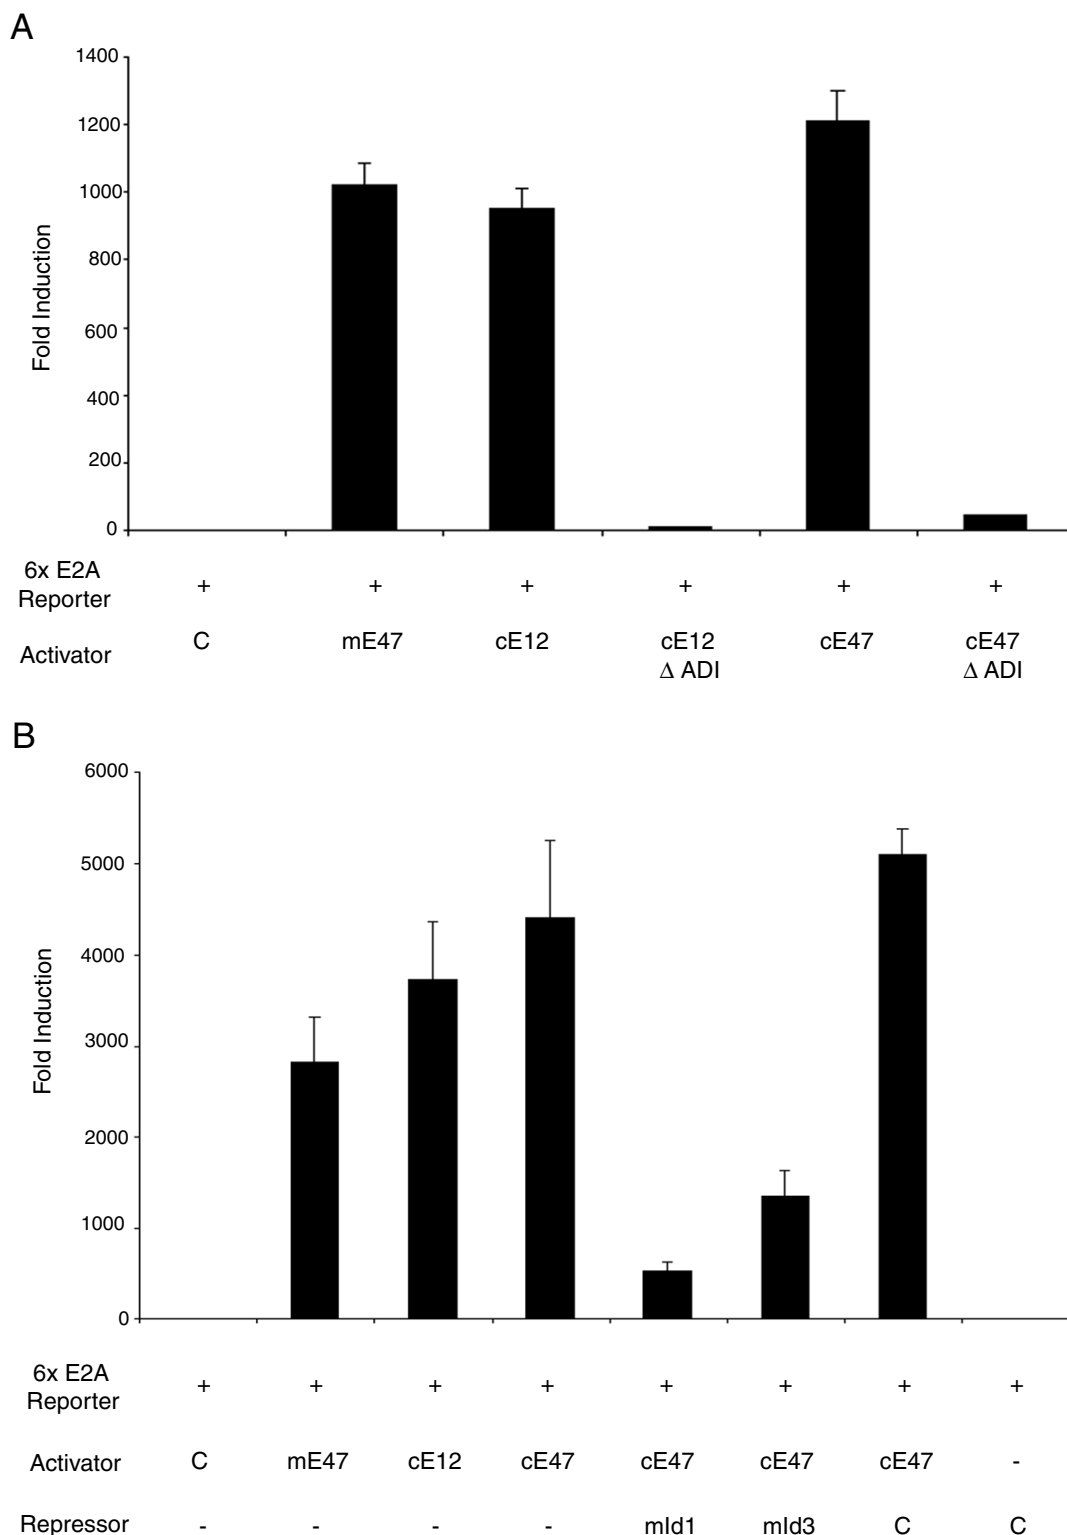 A
1400
1200
1000
800
600
400
200
0
Fold Induction
6x E2A
Reporter
+ + + + + +
Activator
C mE47 cE12 cE12 cE47 cE47
Δ ADI Δ ADI
B
6000
5000
4000
3000
2000
1000
0
Fold Induction
6x E2A
Reporter
+ + + + + + + +
Activator C mE47 cE12 cE47 cE47 cE47 cE47 -
Repressor - - - - mId1 mId3 C C